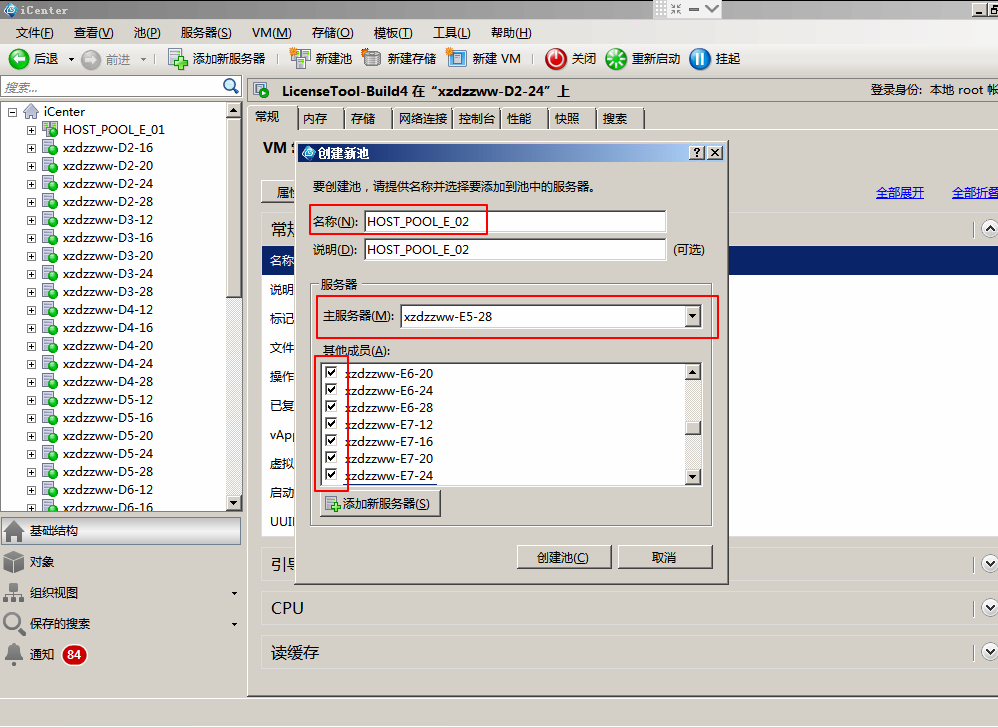 iCenter
文件(F) 查看(V) 池(P) 服务器(S) VM(M) 存储(O) 模板(T) 工具(L) 帮助(H)
后退 前进 添加新服务器 新建池 新建存储 新建 VM 关闭 重新启动 挂起
搜索...
iCenter
HOST_POOL_E_01
xzdzzww-D2-16
xzdzzww-D2-20
xzdzzww-D2-24
xzdzzww-D2-28
xzdzzww-D3-12
xzdzzww-D3-16
xzdzzww-D3-20
xzdzzww-D3-24
xzdzzww-D3-28
xzdzzww-D4-12
xzdzzww-D4-16
xzdzzww-D4-20
xzdzzww-D4-24
xzdzzww-D4-28
xzdzzww-D5-12
xzdzzww-D5-16
xzdzzww-D5-20
xzdzzww-D5-24
xzdzzww-D5-28
xzdzzww-D6-12
xzdzzww-D6-16
基础结构
对象
组织视图
保存的搜索
通知 84
LicenseTool-Build4 在 “xzdzzww-D2-24” 上
登录身份: 本地 root 帐
常规 内存 存储 网络连接 控制台 性能 快照 搜索
VM
属性
全部展开 全部折叠
常规
名称
说明
标记
文件
操作
已复
vApp
虚拟
启动
UUI
引导
CPU
读缓存
创建新池
要创建池，请提供名称并选择要添加到池中的服务器。
名称(N): HOST_POOL_E_02
说明(D): HOST_POOL_E_02 (可选)
服务器
主服务器(M): xzdzzww-E5-28
其他成员(A):
xzdzzww-E6-20
xzdzzww-E6-24
xzdzzww-E6-28
xzdzzww-E7-12
xzdzzww-E7-16
xzdzzww-E7-20
xzdzzww-E7-24
添加新服务器(S)
创建池(C) 取消